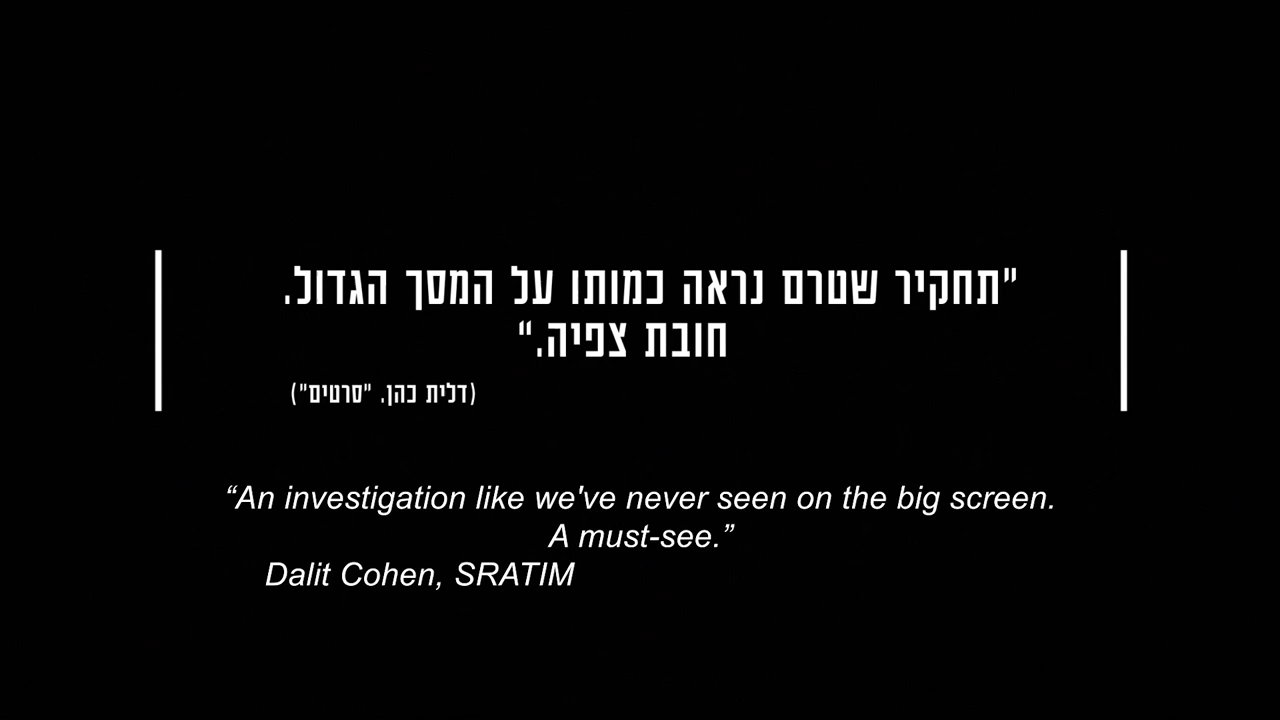 "תחקיר שטרם נראה כמותו על המסך הגדול.
חובת צפיה."
(דלית כהן. "סרטים")
“An investigation like we've never seen on the big screen.
A must-see.”
Dalit Cohen, SRATIM